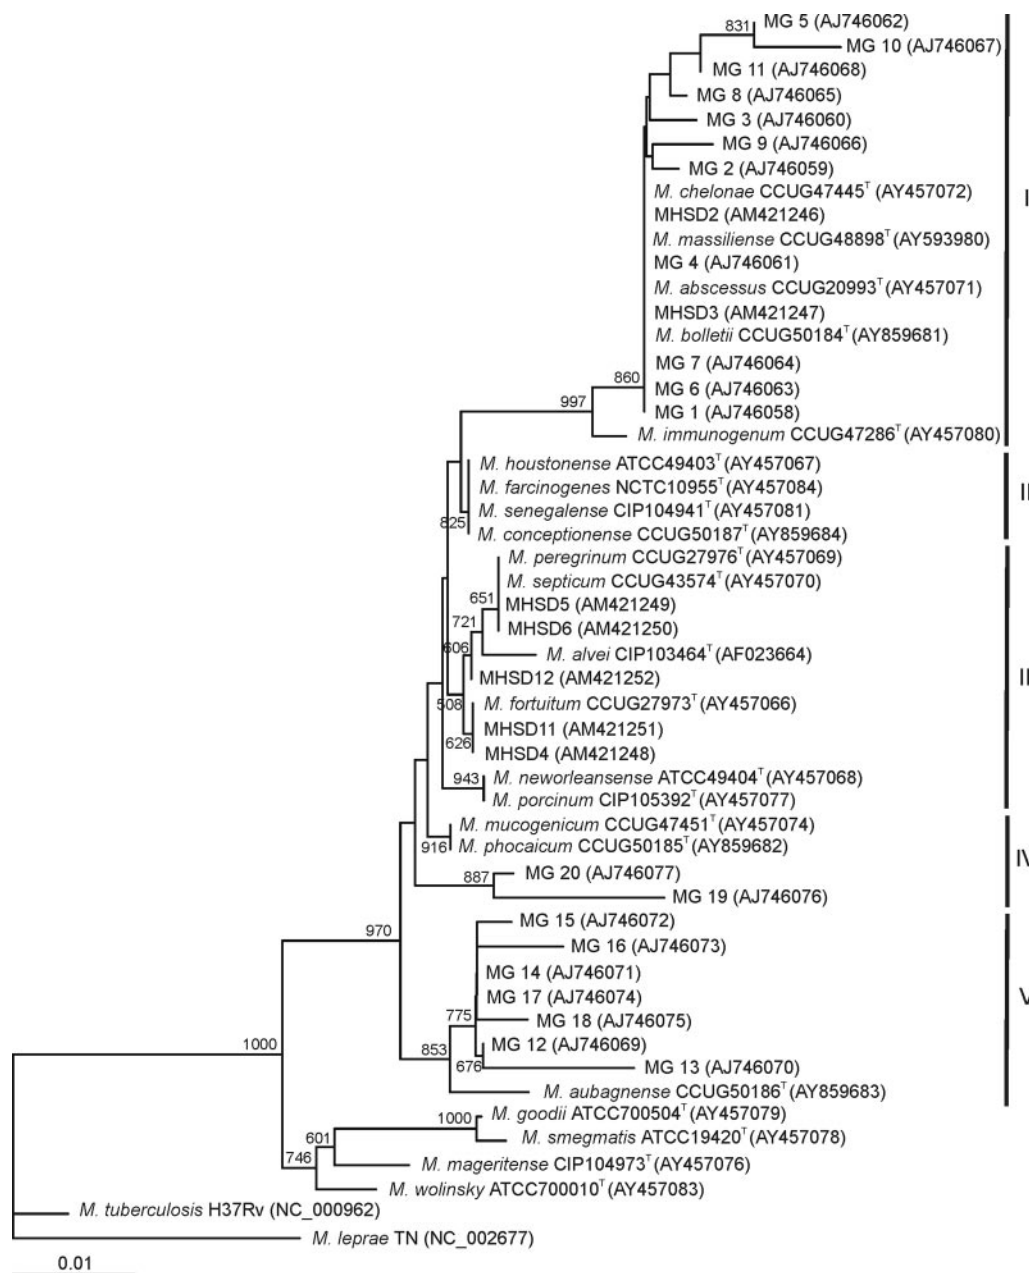 831
MG 5 (AJ746062)
MG 10 (AJ746067)
MG 11 (AJ746068)
MG 8 (AJ746065)
MG 3 (AJ746060)
MG 9 (AJ746066)
MG 2 (AJ746059)
M. chelonae CCUG47445T (AY457072)
I
MHSD2 (AM421246)
M. massiliense CCUG48898T (AY593980)
MG 4 (AJ746061)
M. abscessus CCUG20993T (AY457071)
MHSD3 (AM421247)
M. bolletii CCUG50184T (AY859681)
MG 7 (AJ746064)
860
MG 6 (AJ746063)
997
MG 1 (AJ746058)
M. immunogenum CCUG47286T (AY457080)
M. houstonense ATCC49403T (AY457067)
M. farcinogenes NCTC10955T (AY457084)
II
M. senegalense CIP104941T (AY457081)
825
M. conceptionense CCUG50187T (AY859684)
M. peregrinum CCUG27976T (AY457069)
M. septicum CCUG43574T (AY457070)
651
MHSD5 (AM421249)
721
MHSD6 (AM421250)
606
M. alvei CIP103464T (AF023664)
MHSD12 (AM421252)
II
508
M. fortuitum CCUG27973T (AY457066)
MHSD11 (AM421251)
626
MHSD4 (AM421248)
943
M. neworleansense ATCC49404T (AY457068)
M. porcinum CIP105392T (AY457077)
M. mucogenicum CCUG47451T (AY457074)
916
M. phocaicum CCUG50185T (AY859682)
IV
887
MG 20 (AJ746077)
MG 19 (AJ746076)
MG 15 (AJ746072)
970
MG 16 (AJ746073)
MG 14 (AJ746071)
V
MG 17 (AJ746074)
775
MG 18 (AJ746075)
1000
853
MG 12 (AJ746069)
676
MG 13 (AJ746070)
M. aubagnense CCUG50186T (AY859683)
1000
M. goodii ATCC700504T (AY457079)
601
M. smegmatis ATCC19420T (AY457078)
746
M. mageritense CIP104973T (AY457076)
M. wolinsky ATCC700010T (AY457083)
M. tuberculosis H37Rv (NC_000962)
M. leprae TN (NC_002677)
0.01